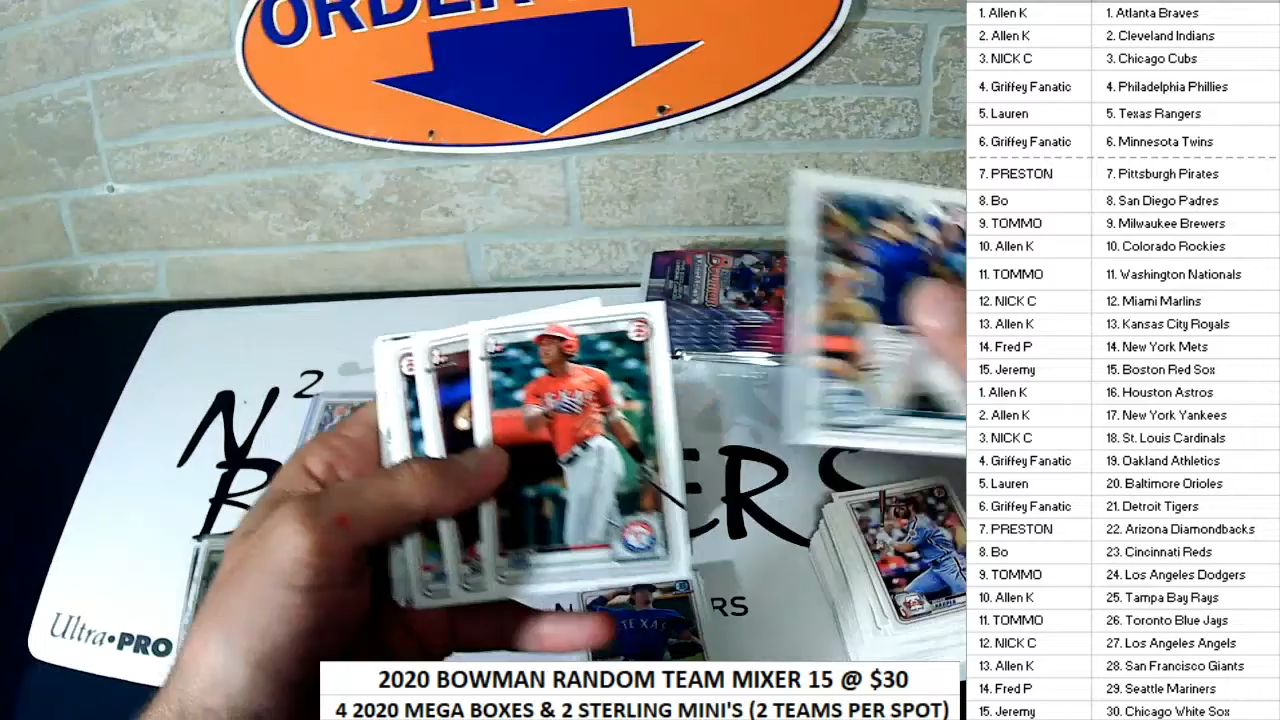 ORDER
1. Allen K 1. Atlanta Braves
2. Allen K 2. Cleveland Indians
3. NICK C 3. Chicago Cubs
4. Griffey Fanatic 4. Philadelphia Phillies
5. Lauren 5. Texas Rangers
6. Griffey Fanatic 6. Minnesota Twins
7. PRESTON 7. Pittsburgh Pirates
8. Bo 8. San Diego Padres
9. TOMMO 9. Milwaukee Brewers
10. Allen K 10. Colorado Rockies
11. TOMMO 11. Washington Nationals
12. NICK C 12. Miami Marlins
13. Allen K 13. Kansas City Royals
14. Fred P 14. New York Mets
15. Jeremy 15. Boston Red Sox
1. Allen K 16. Houston Astros
2. Allen K 17. New York Yankees
3. NICK C 18. St. Louis Cardinals
4. Griffey Fanatic 19. Oakland Athletics
5. Lauren 20. Baltimore Orioles
6. Griffey Fanatic 21. Detroit Tigers
7. PRESTON 22. Arizona Diamondbacks
8. Bo 23. Cincinnati Reds
9. TOMMO 24. Los Angeles Dodgers
10. Allen K 25. Tampa Bay Rays
11. TOMMO 26. Toronto Blue Jays
12. NICK C 27. Los Angeles Angels
13. Allen K 28. San Francisco Giants
14. Fred P 29. Seattle Mariners
15. Jeremy 30. Chicago White Sox
Bowman
N2
ERS
RS
TEXAS
Ultra•PRO
2020 BOWMAN RANDOM TEAM MIXER 15 @ $30
4 2020 MEGA BOXES & 2 STERLING MINI'S (2 TEAMS PER SPOT)